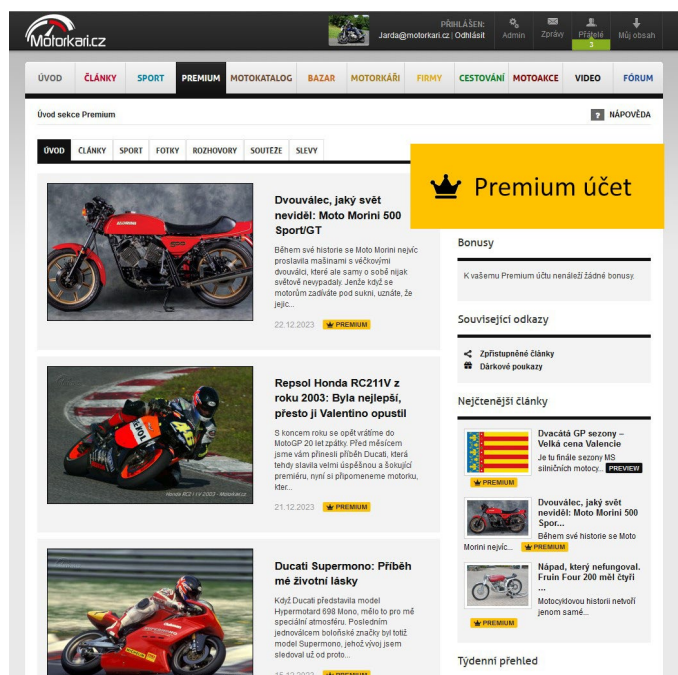 Motorkari.cz
PŘIHLÁŠEN:
Jarda@motorkari.cz | Odhlásit
Admin
Zprávy
Přátelé
3
Můj obsah
ÚVOD ČLÁNKY SPORT PREMIUM MOTOKATALOG BAZAR MOTORKÁŘI FIRMY CESTOVÁNÍ MOTOAKCE VIDEO FÓRUM
Úvod sekce Premium
? NÁPOVĚDA
ÚVOD ČLÁNKY SPORT FOTKY ROZHOVORY SOUTĚŽE SLEVY
Premium účet
Dvouválec, jaký svět
neviděl: Moto Morini 500
Sport/GT
Během své historie se Moto Morini nejvíc
proslavila mašinami s véčkovými
dvouválci, které ale samy o sobě nijak
světově nevypadaly. Jenže když se
motorům zadíváte pod sukni, uznáte, že
jejic...
22.12.2023 PREMIUM
Repsol Honda RC211V z
roku 2003: Byla nejlepší,
přesto ji Valentino opustil
S koncem roku se opět vrátíme do
MotoGP 20 let zpátky. Před měsícem
jsme vám přinesli příběh Ducati, která
tehdy slavila velmi úspěšnou a šokující
premiéru, nyní si připomeneme motorku,
kter...
21.12.2023 PREMIUM
Honda RC211V 2003 - Motorkari.cz
Ducati Supermono: Příběh
mé životní lásky
Když Ducati představila model
Hypermotard 698 Mono, mělo to pro mě
speciální atmosféru. Posledním
jednoválcem boloňské značky byl totiž
model Supermono, jehož vývoj jsem
sledoval už od proto...
15.12.2023 PREMIUM
Bonusy
K vašemu Premium účtu nenáleží žádné bonusy.
Související odkazy
Zpřístupněné články
Dárkové poukazy
Nejčtenější články
Dvacátá GP sezony –
Velká cena Valencie
Je tu finále sezony MS
silničních motocy... PREVIEW
PREMIUM
Dvouválec, jaký svět
neviděl: Moto Morini 500
Spor...
Během své historie se Moto
Morini nejvíc... PREMIUM
Nápad, který nefungoval.
Fruin Four 200 měl čtyři
...
Motocyklovou historii netvoří
jenom samé...
PREMIUM
Týdenní přehled